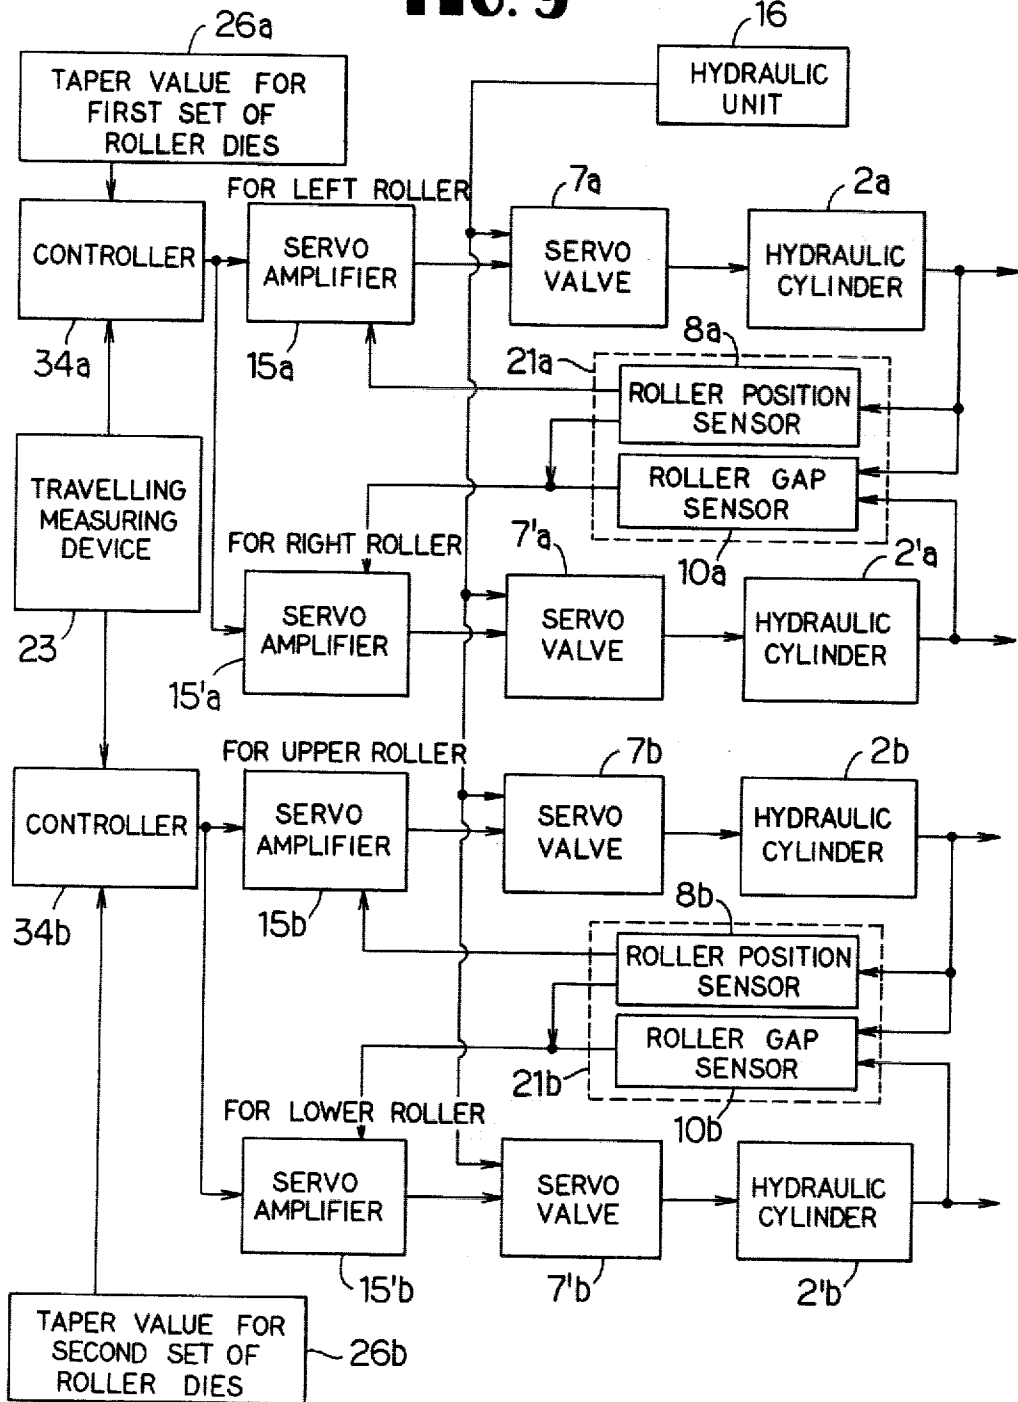 FIG. 9
26a
16
TAPER VALUE FOR
FIRST SET OF
ROLLER DIES
HYDRAULIC
UNIT
FOR LEFT ROLLER
7a
2a
CONTROLLER
SERVO
AMPLIFIER
SERVO
VALVE
HYDRAULIC
CYLINDER
34a
15a
21a
8a
ROLLER POSITION
SENSOR
TRAVELLING
MEASURING
DEVICE
ROLLER GAP
SENSOR
FOR RIGHT ROLLER
7'a
10a
2'a
23
SERVO
AMPLIFIER
SERVO
VALVE
HYDRAULIC
CYLINDER
15'a
FOR UPPER ROLLER
7b
2b
CONTROLLER
SERVO
AMPLIFIER
SERVO
VALVE
HYDRAULIC
CYLINDER
34b
15b
8b
ROLLER POSITION
SENSOR
ROLLER GAP
SENSOR
21b
FOR LOWER ROLLER
10b
SERVO
AMPLIFIER
SERVO
VALVE
HYDRAULIC
CYLINDER
15'b
7'b
2'b
TAPER VALUE FOR
SECOND SET OF
ROLLER DIES
26b